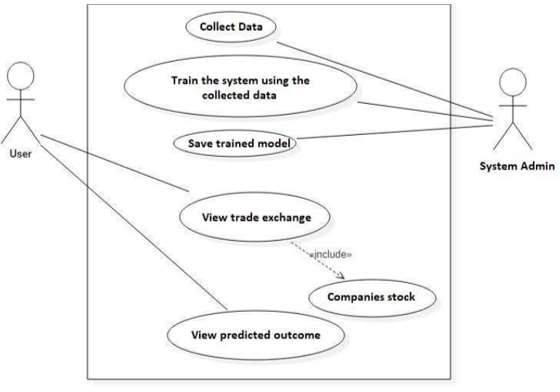 Collect Data
Train the system using the
collected data
Save trained model
User
System Admin
View trade exchange
«include»
Companies stock
View predicted outcome